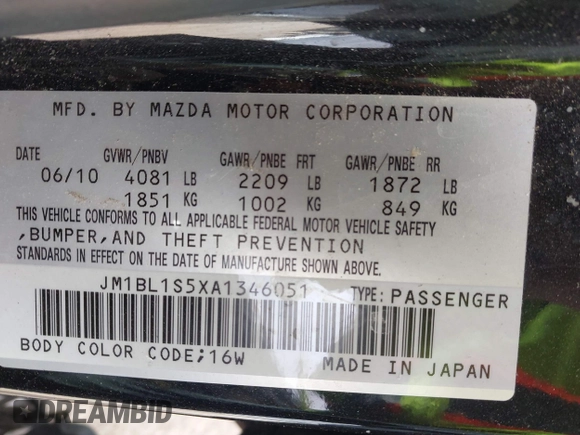 MFD. BY MAZDA MOTOR CORPORATION
GVWR/PNBV GAWR/PNBE FRT GAWR/PNBE RR
06/10 4081 LB 2209 LB 1872 LB
1851 KG 1002 KG 849 KG
THIS VEHICLE CONFORMS TO ALL APPLICABLE FEDERAL MOTOR VEHICLE SAFETY
,BUMPER,AND THEFT PREVENTION
STANDARDS IN EFFECT ON THE DATE OF MANUFACTURE SHOWN ABOVE.
JM1BL1S5XA1346051 TYPE:PASSENGER
BODY COLOR CODE;16W MADE IN JAPAN
DREAMBID